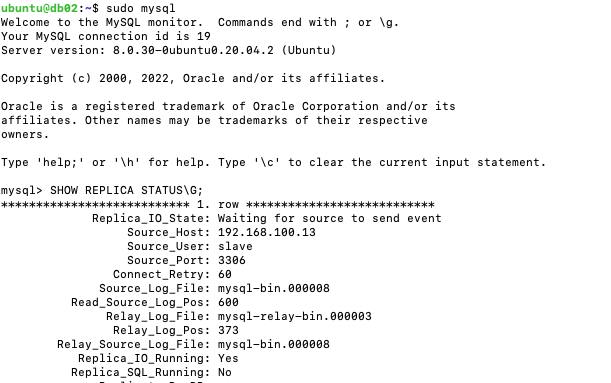 ubuntu@db02:~$ sudo mysql
Welcome to the MySQL monitor.  Commands end with ; or \g.
Your MySQL connection id is 19
Server version: 8.0.30-0ubuntu0.20.04.2 (Ubuntu)

Copyright (c) 2000, 2022, Oracle and/or its affiliates.

Oracle is a registered trademark of Oracle Corporation and/or its
affiliates. Other names may be trademarks of their respective
owners.

Type 'help;' or '\h' for help. Type '\c' to clear the current input statement.

mysql> SHOW REPLICA STATUS\G;
*************************** 1. row ***************************
             Replica_IO_State: Waiting for source to send event
                  Source_Host: 192.168.100.13
                  Source_User: slave
                  Source_Port: 3306
                Connect_Retry: 60
              Source_Log_File: mysql-bin.000008
          Read_Source_Log_Pos: 600
               Relay_Log_File: mysql-relay-bin.000003
                Relay_Log_Pos: 373
        Relay_Source_Log_File: mysql-bin.000008
           Replica_IO_Running: Yes
          Replica_SQL_Running: No